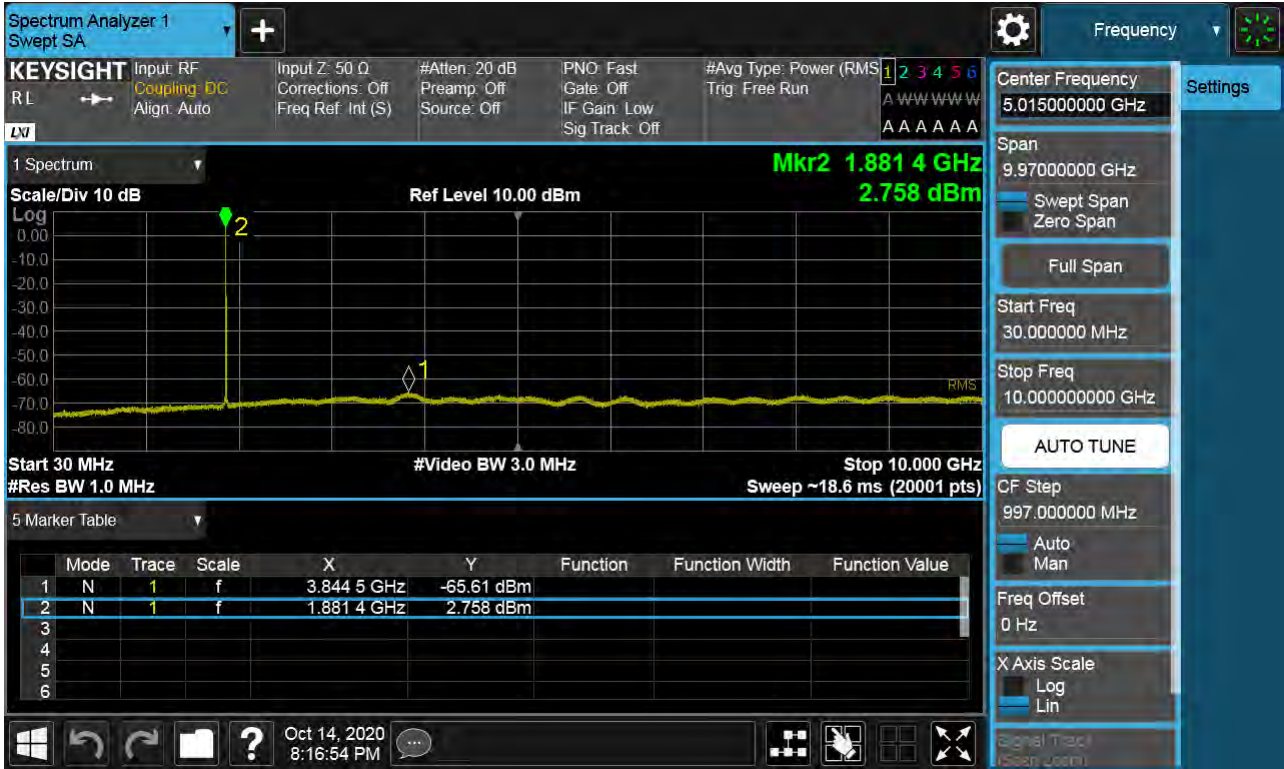 Spectrum Analyzer 1
Swept SA
+
Frequency
KEYSIGHT
RL
LXI
Input: RF
Coupling: DC
Align: Auto
Input Z: 50 Ω
Corrections: Off
Freq Ref: Int (S)
#Atten: 20 dB
Preamp: Off
Source: Off
PNO: Fast
Gate: Off
IF Gain: Low
Sig Track: Off
#Avg Type: Power (RMS
Trig: Free Run
1 2 3 4 5 6
A W W W W W
A A A A A A
Center Frequency
5.015000000 GHz
Settings
Span
9.97000000 GHz
Swept Span
Zero Span
Full Span
Start Freq
30.000000 MHz
Stop Freq
10.000000000 GHz
AUTO TUNE
CF Step
997.000000 MHz
Auto
Man
Freq Offset
0 Hz
X Axis Scale
Log
Lin
Signal Track
(Span Zoom)
1 Spectrum
Mkr2 1.881 4 GHz
2.758 dBm
Scale/Div 10 dB
Ref Level 10.00 dBm
Log
0.00
-10.0
-20.0
-30.0
-40.0
-50.0
-60.0
-70.0
-80.0
2
1
RMS
Start 30 MHz
#Video BW 3.0 MHz
Stop 10.000 GHz
#Res BW 1.0 MHz
Sweep ~18.6 ms (20001 pts)
5 Marker Table
Mode Trace Scale X Y Function Function Width Function Value
1 N 1 f 3.844 5 GHz -65.61 dBm
2 N 1 f 1.881 4 GHz 2.758 dBm
3
4
5
6
?
Oct 14, 2020
8:16:54 PM